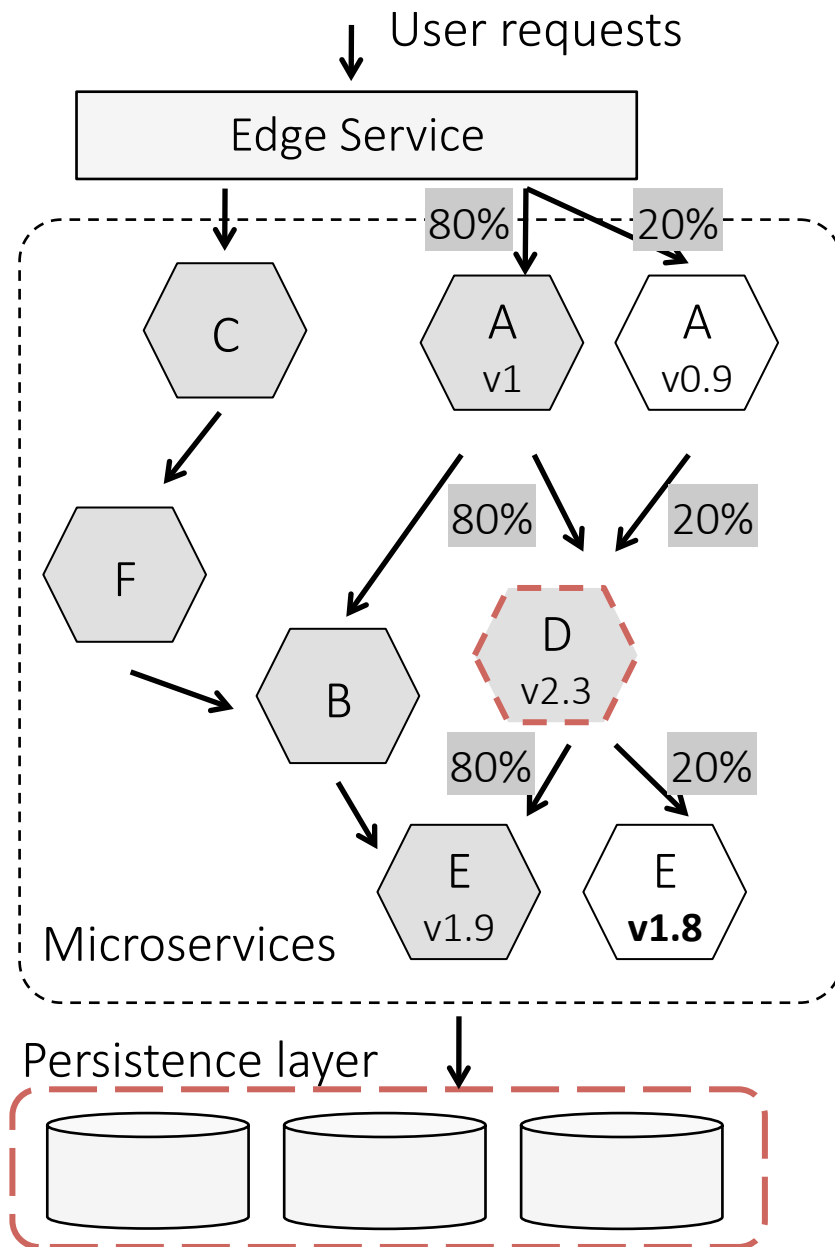 User requests
Edge Service
80%
20%
C
A
v1
A
v0.9
80%
20%
F
D
v2.3
B
80%
20%
E
v1.9
E
v1.8
Microservices
Persistence layer